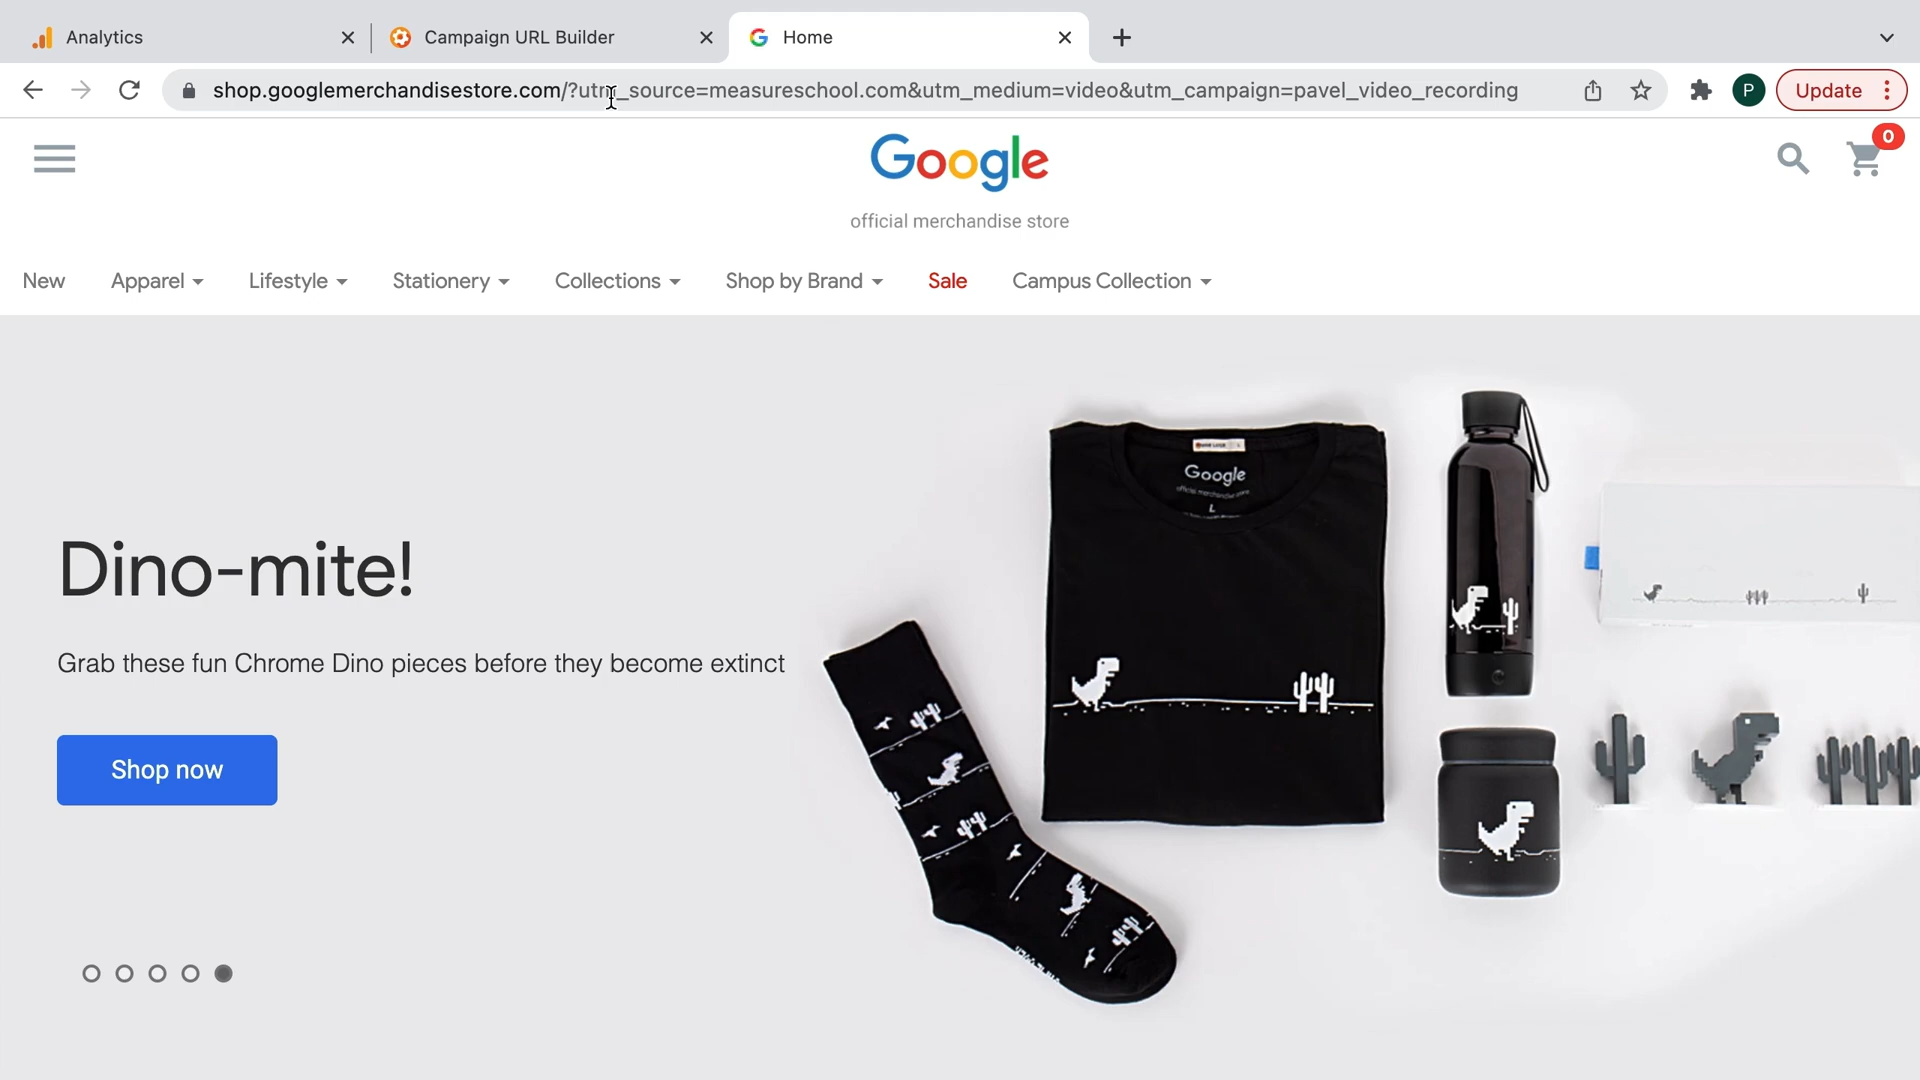 Analytics
Campaign URL Builder
Home
shop.googlemerchandisestore.com/?utm_source=measureschool.com&utm_medium=video&utm_campaign=pavel_video_recording
P
Update
Google
0
official merchandise store
New
Apparel
Lifestyle
Stationery
Collections
Shop by Brand
Sale
Campus Collection
Google
official merchandise store
L
Dino-mite!
Grab these fun Chrome Dino pieces before they become extinct
Shop now